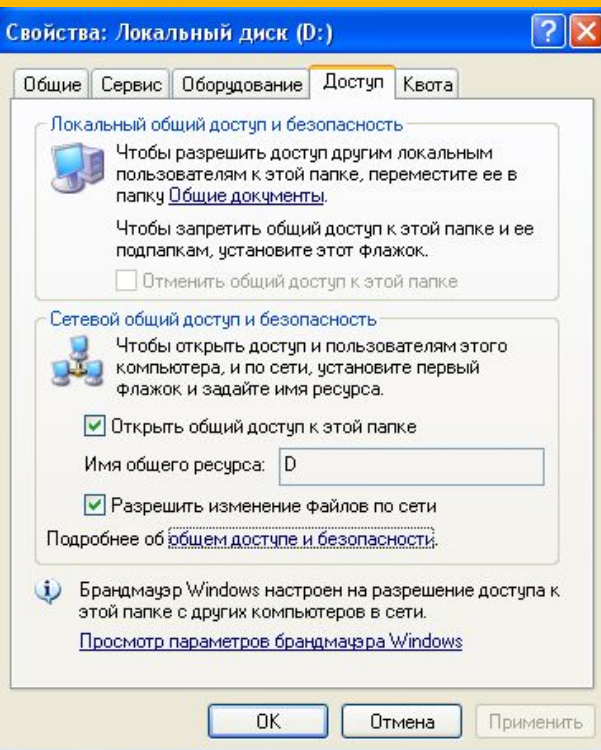 Свойства: Локальный диск (D:)
Общие Сервис Оборудование Доступ Квота
Локальный общий доступ и безопасность
Чтобы разрешить доступ другим локальным
пользователям к этой папке, переместите ее в
папку Общие документы.
Чтобы запретить общий доступ к этой папке и ее
подпапкам, установите этот флажок.
Отменить общий доступ к этой папке
Сетевой общий доступ и безопасность
Чтобы открыть доступ и пользователям этого
компьютера, и по сети, установите первый
флажок и задайте имя ресурса.
Открыть общий доступ к этой папке
Имя общего ресурса: D
Разрешить изменение файлов по сети
Подробнее об общем доступе и безопасности.
Брандмауэр Windows настроен на разрешение доступа к
этой папке с других компьютеров в сети.
Просмотр параметров брандмауэра Windows
OK Отмена Применить